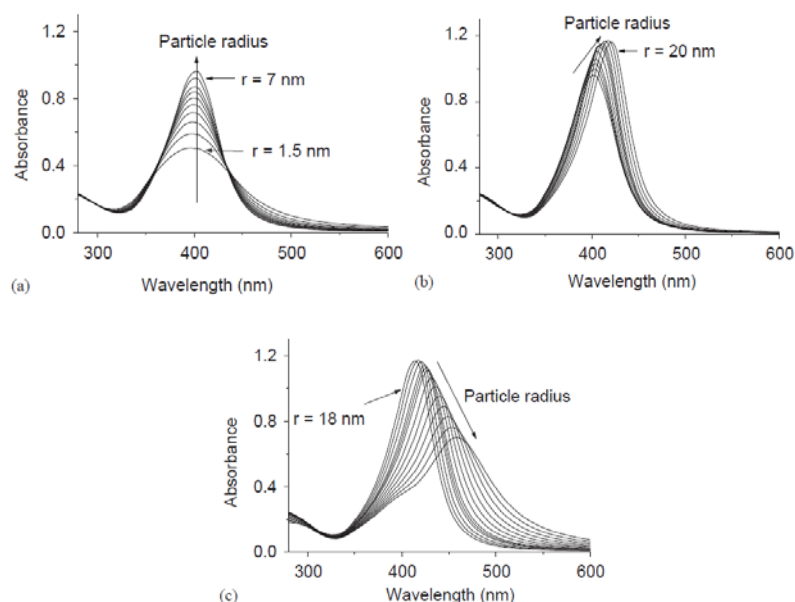 Particle radius
r = 7 nm
r = 1.5 nm
1.2
0.8
0.4
0.0
Absorbance
300 400 500 600
Wavelength (nm)
(a)
Particle radius
r = 20 nm
1.2
0.8
0.4
0.0
Absorbance
300 400 500 600
Wavelength (nm)
(b)
Particle radius
r = 18 nm
1.2
0.8
0.4
0.0
Absorbance
300 400 500 600
Wavelength (nm)
(c)